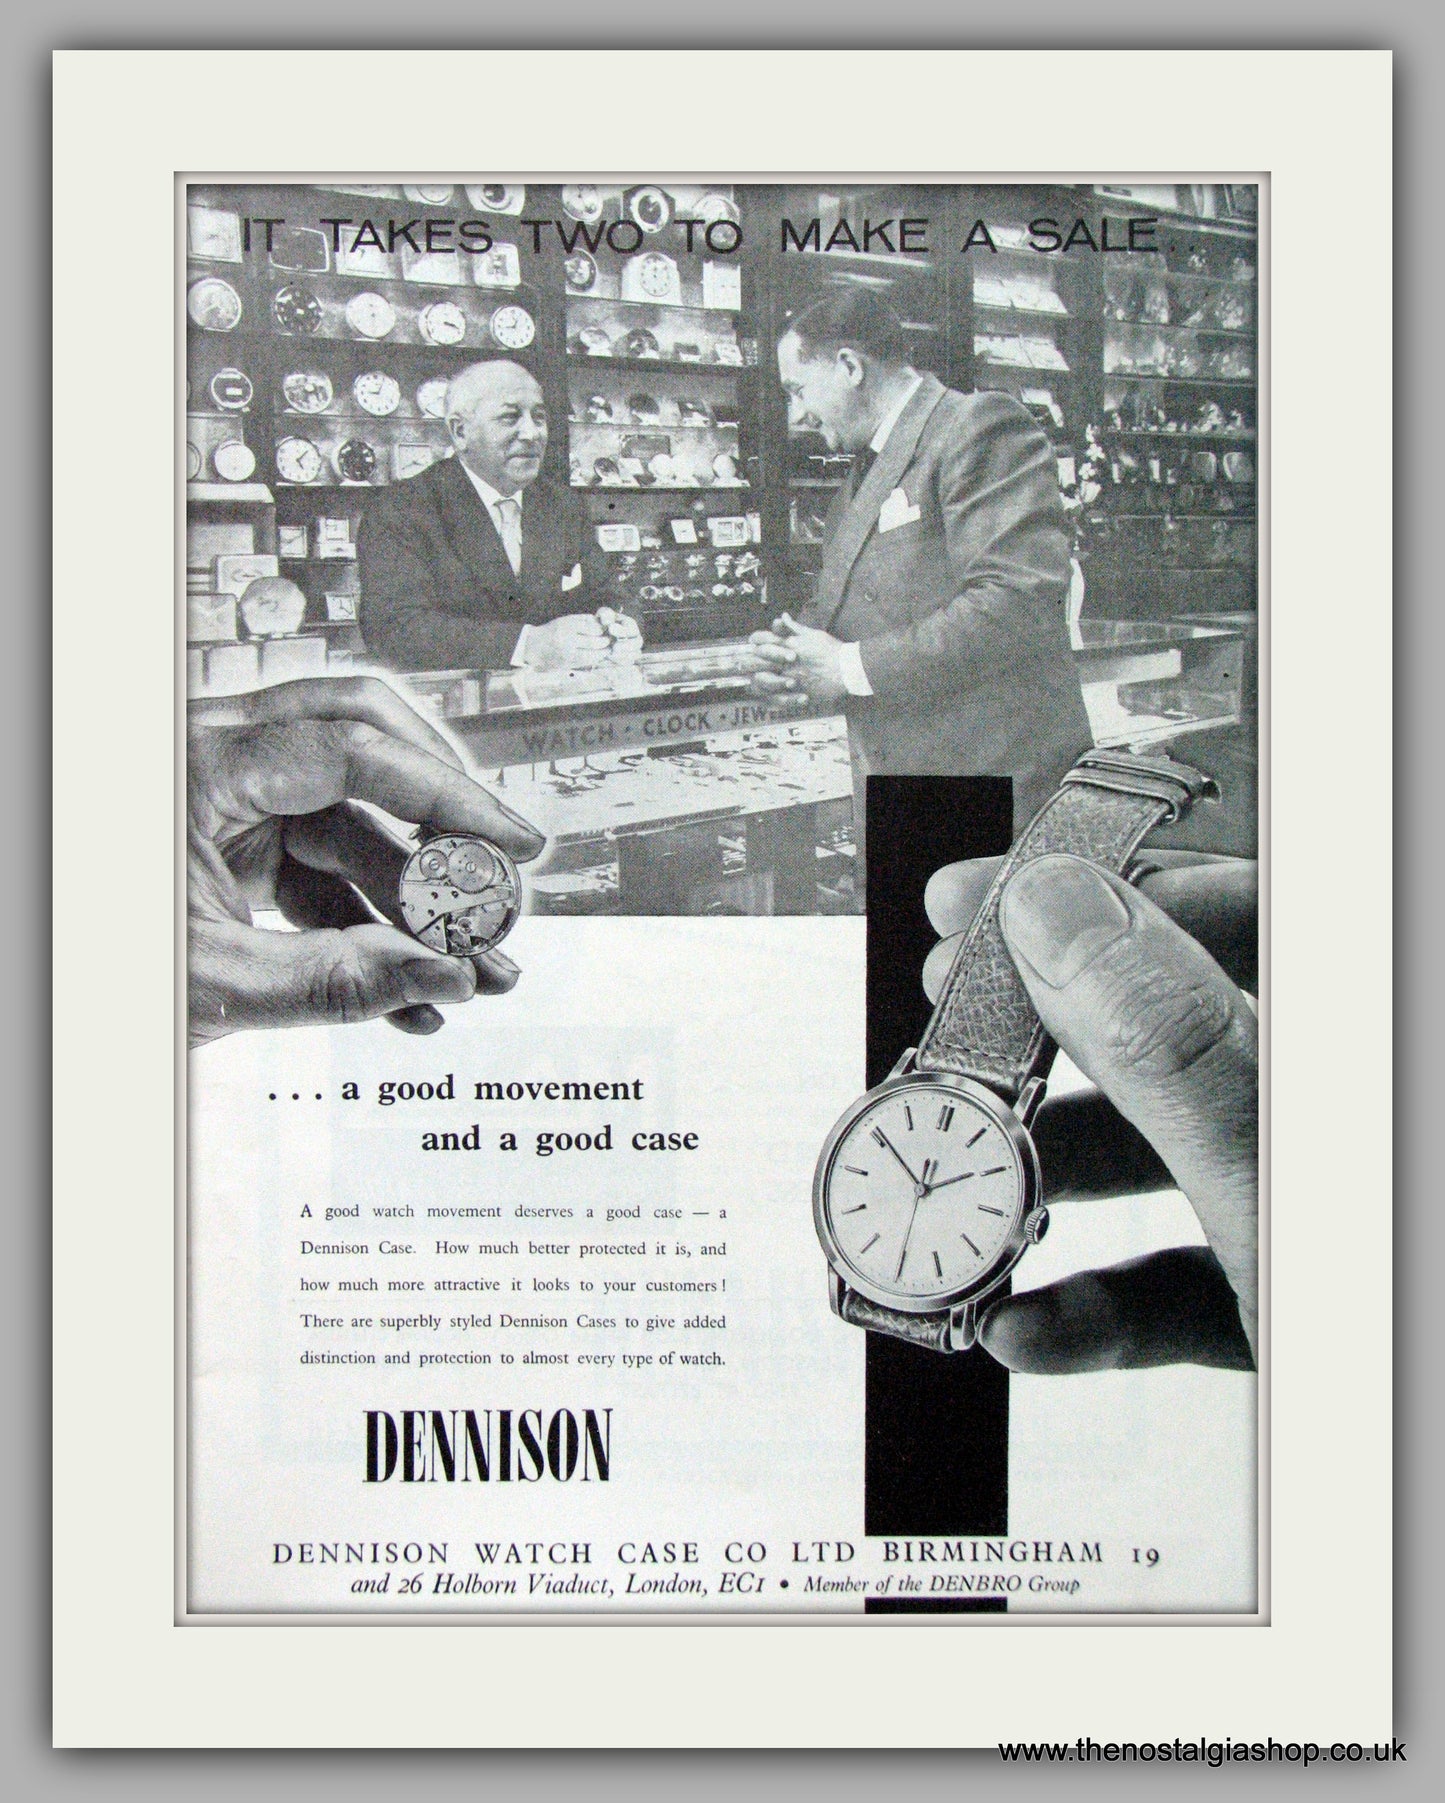 IT TAKES TWO TO MAKE A SALE..
WATCH · CLOCK ·
. . . a good movement
and a good case
A good watch movement deserves a good case — a
Dennison Case. How much better protected it is, and
how much more attractive it looks to your customers !
There are superbly styled Dennison Cases to give added
distinction and protection to almost every type of watch.
DENNISON
DENNISON WATCH CASE CO LTD BIRMINGHAM 19
and 26 Holborn Viaduct, London, EC1 • Member of the DENBRO Group
www.thenostalgiashop.co.uk